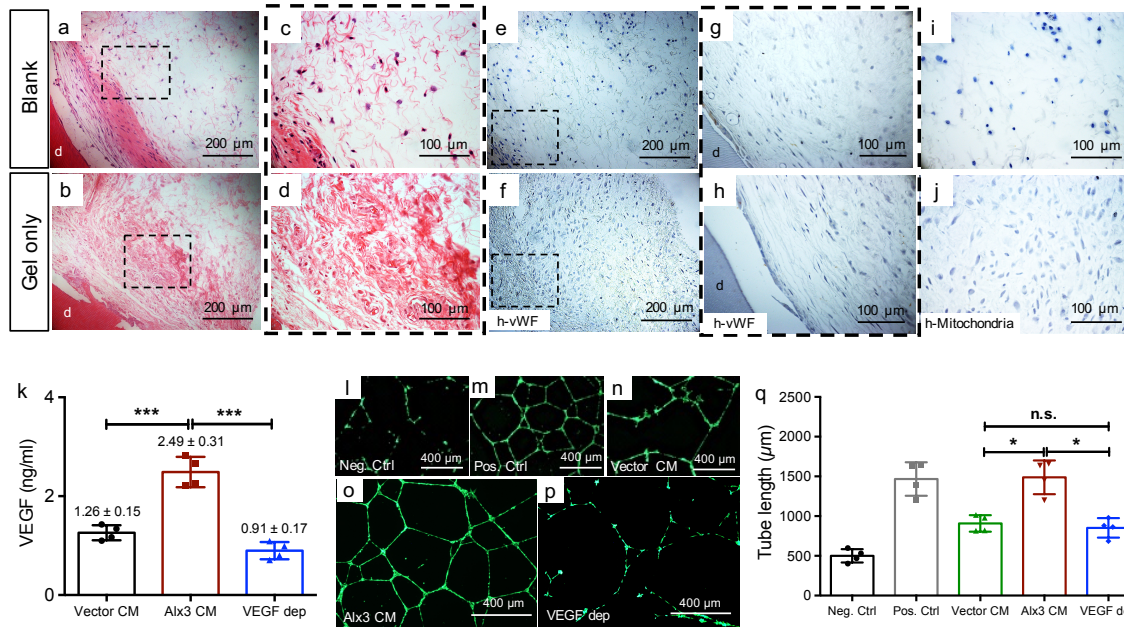 a
c
e
g
i
Blank
d
200 µm
100 µm
200 µm
d
100 µm
100 µm
b
d
f
h
j
Gel only
d
200 µm
100 µm
h-vWF
200 µm
d
h-vWF
100 µm
h-Mitochondria
100 µm
k
VEGF (ng/ml)
4
2
0
***
***
1.26 ± 0.15
2.49 ± 0.31
0.91 ± 0.17
Vector CM
Alx3 CM
VEGF dep
l
m
n
Neg. Ctrl
400 µm
Pos. Ctrl
400 µm
Vector CM
400 µm
o
p
Alx3 CM
400 µm
VEGF dep
400 µm
q
Tube length (µm)
2500
2000
1500
1000
500
0
n.s.
*
*
Neg. Ctrl
Pos. Ctrl
Vector CM
Alx3 CM
VEGF de